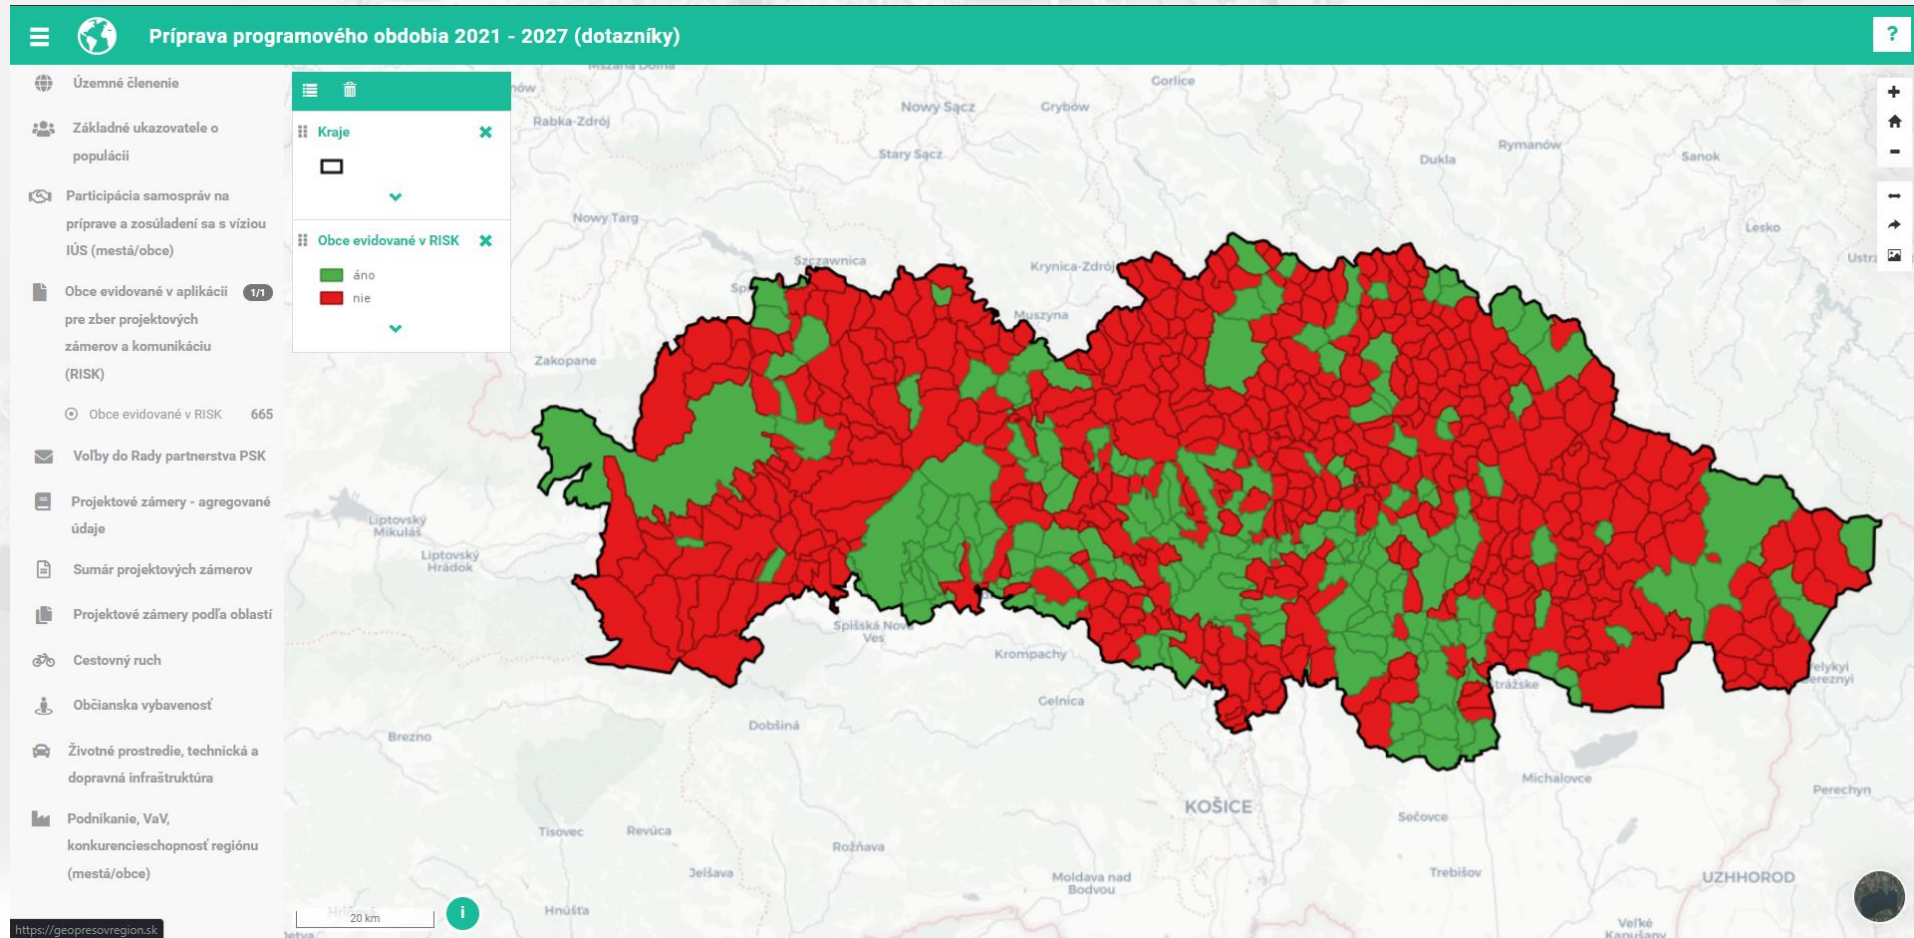 Príprava programového obdobia 2021 - 2027 (dotazníky)
?
Územné členenie
Základné ukazovatele o
populácii
Participácia samospráv na
príprave a zosúladení sa s víziou
IÚS (mestá/obce)
Obce evidované v aplikácii 1/1
pre zber projektových
zámerov a komunikáciu
(RISK)
Obce evidované v RISK 665
Voľby do Rady partnerstva PSK
Projektové zámery - agregované
údaje
Sumár projektových zámerov
Projektové zámery podľa oblastí
Cestovný ruch
Občianska vybavenosť
Životné prostredie, technická a
dopravná infraštruktúra
Podnikanie, VaV,
konkurencieschopnosť regiónu
(mestá/obce)
https://geopresovregion.sk
Kraje
Obce evidované v RISK
áno
nie
Rabka-Zdrój
Nowy Sącz
Grybów
Gorlice
Stary Sącz
Dukla
Rymanów
Sanok
Lesko
Nowy Targ
Szczawnica
Krynica-Zdrój
Muszyna
Zakopane
Liptovský
Mikuláš
Liptovský
Hrádok
Spišská Nová
Ves
Krompachy
Gelnica
Dobšiná
Brezno
Michalovce
Perechyn
KOŠICE
Sečovce
Tisovec
Revúca
Rožňava
Jelšava
Moldava nad
Bodvou
Trebišov
UZHHOROD
Hnúšťa
Veľké
Kapušany
20 km
i